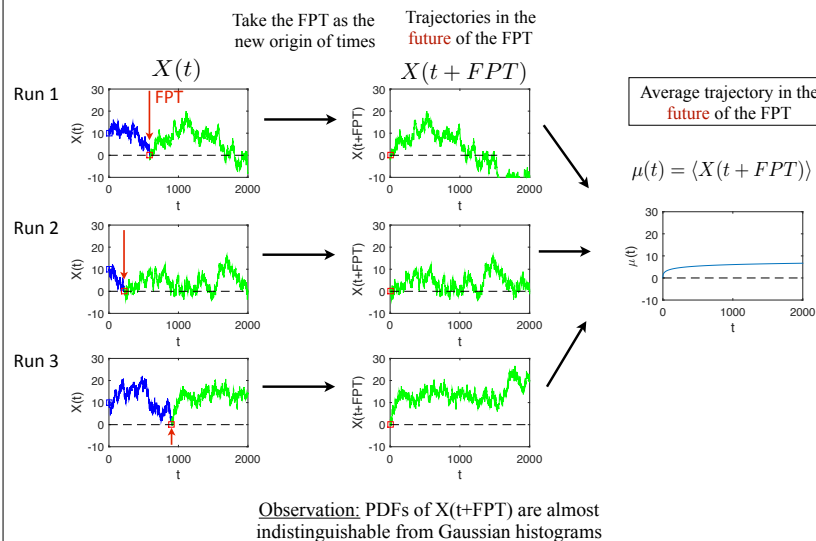 Take the FPT as the
new origin of times
Trajectories in the
future of the FPT
X(t)
X(t + FPT)
Average trajectory in the
future of the FPT
μ(t) = ⟨X(t + FPT)⟩
Run 1
30
20
10
0
-10
X(t)
FPT
0
1000
2000
t
30
20
10
0
-10
X(t+FPT)
0
1000
2000
t
Run 2
30
20
10
0
-10
X(t)
0
1000
2000
t
30
20
10
0
-10
X(t+FPT)
0
1000
2000
t
30
20
10
0
-10
μ(t)
0
1000
2000
t
Run 3
30
20
10
0
-10
X(t)
0
1000
2000
t
30
20
10
0
-10
X(t+FPT)
0
1000
2000
t
Observation: PDFs of X(t+FPT) are almost
indistinguishable from Gaussian histograms